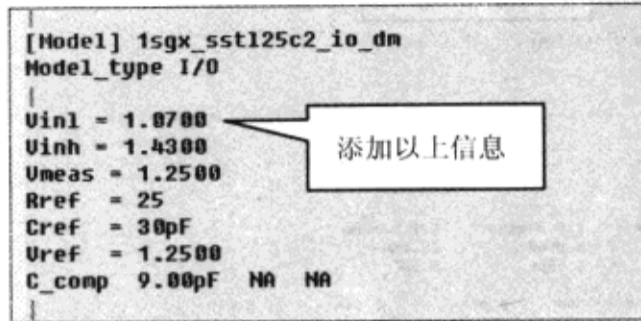 |
[Model] 1sgx_sstl25c2_io_dm
Model_type I/O
|
Vinl = 1.0700
Vinh = 1.4300
Vmeas = 1.2500
Rref = 25
Cref = 30pF
Vref = 1.2500
C_comp 9.00pF NA NA
|
添加以上信息